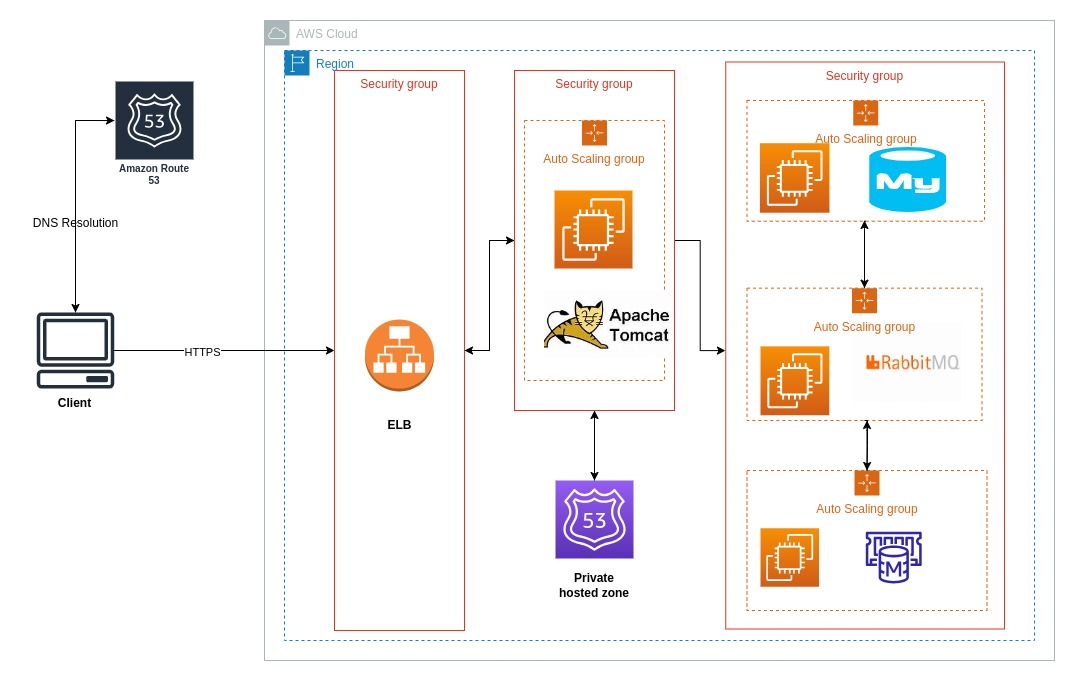 AWS Cloud
Region
Security group
Security group
Security group
53
Amazon Route
53
DNS Resolution
Client
HTTPS
ELB
Auto Scaling group
Apache
Tomcat
53
Private
hosted zone
Auto Scaling group
My
Auto Scaling group
RabbitMQ
Auto Scaling group
M